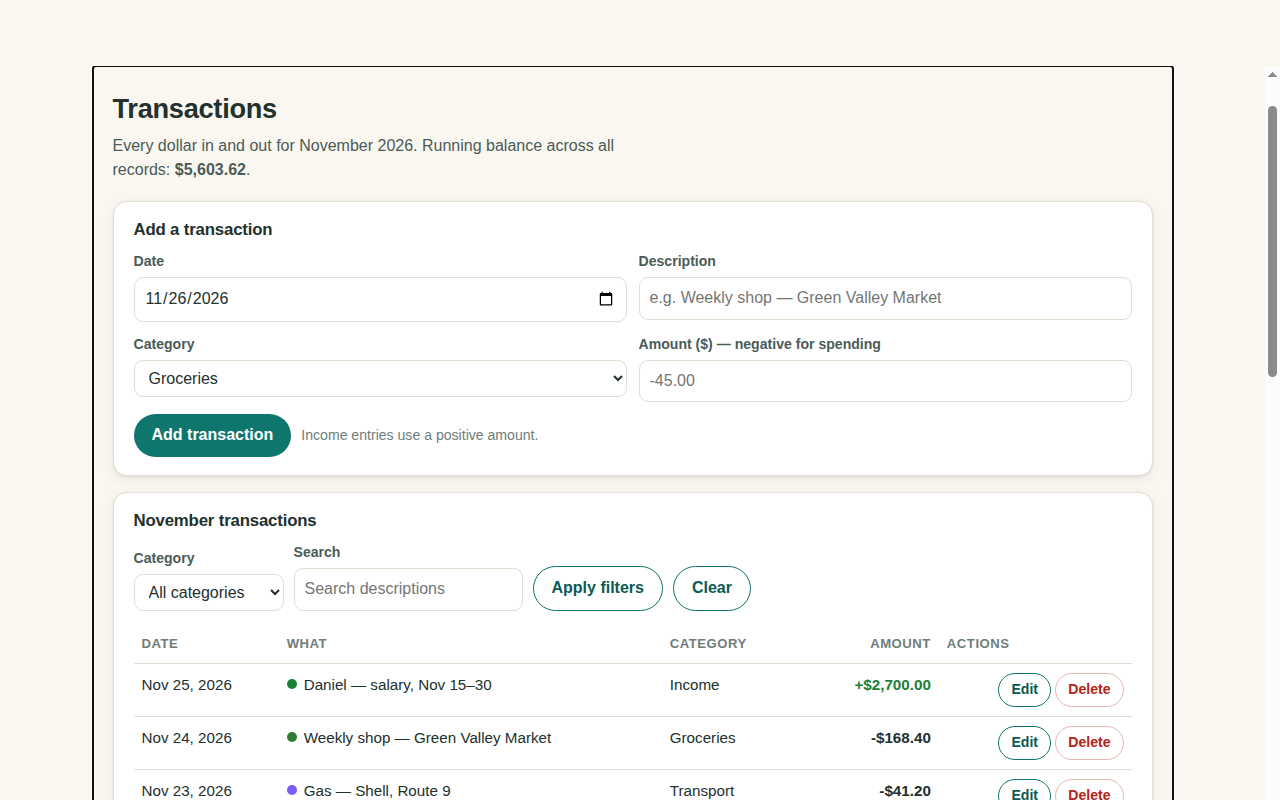 Transactions
Every dollar in and out for November 2026. Running balance across all
records: $5,603.62.
Add a transaction
Date
Description
11/26/2026
e.g. Weekly shop — Green Valley Market
Category
Amount ($) — negative for spending
Groceries
-45.00
Add transaction
Income entries use a positive amount.
November transactions
Category
Search
All categories
Search descriptions
Apply filters
Clear
DATE WHAT CATEGORY AMOUNT ACTIONS
Nov 25, 2026 Daniel — salary, Nov 15–30 Income +$2,700.00 Edit Delete
Nov 24, 2026 Weekly shop — Green Valley Market Groceries -$168.40 Edit Delete
Nov 23, 2026 Gas — Shell, Route 9 Transport -$41.20 Edit Delete